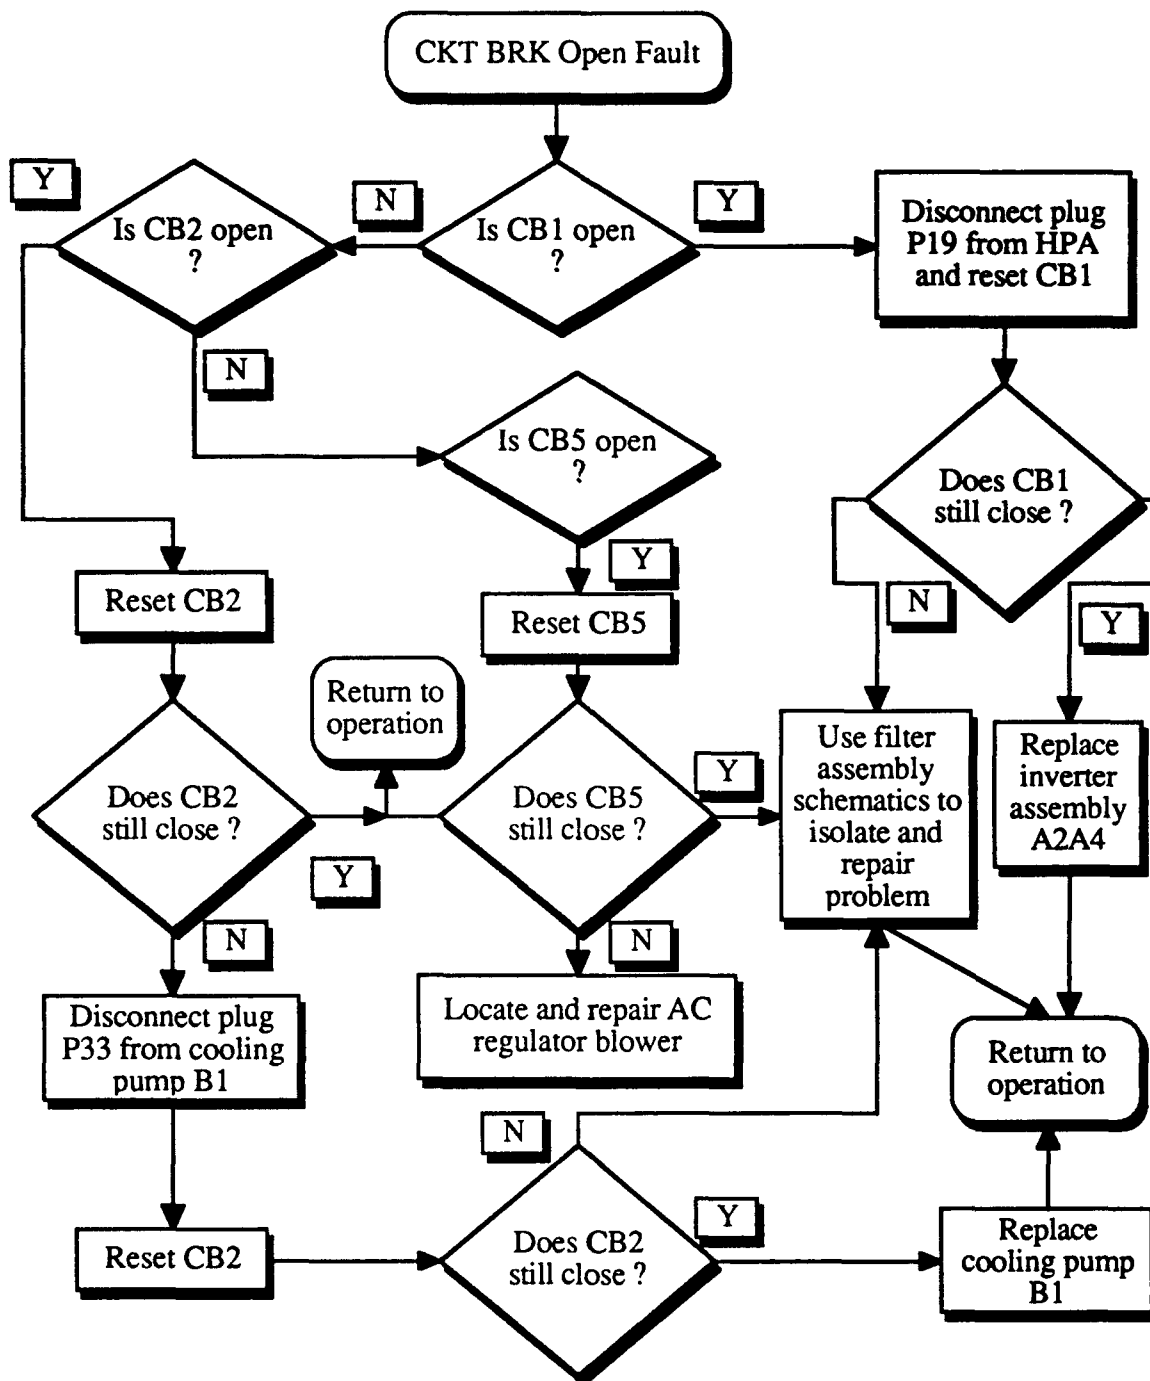 CKT BRK Open Fault
Y
N
Y
Is CB2 open
?
Is CB1 open
?
Disconnect plug
P19 from HPA
and reset CB1
N
Is CB5 open
?
Does CB1
still close ?
Y
N
Y
Reset CB2
Reset CB5
Return to
operation
Use filter
assembly
schematics to
isolate and
repair
problem
Replace
inverter
assembly
A2A4
Y
Does CB2
still close ?
Does CB5
still close ?
Y
N
N
Disconnect plug
P33 from cooling
pump B1
Locate and repair AC
regulator blower
Return to
operation
N
Y
Reset CB2
Does CB2
still close ?
Replace
cooling pump
B1